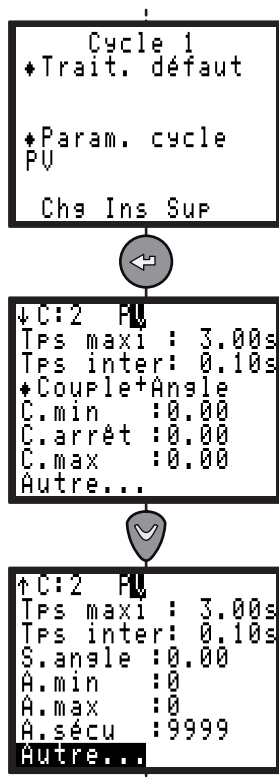 Cycle 1
♦Trait. défaut
♦Param. cycle
PV
Chg Ins Sup
↓C:2 PV
Tps maxi : 3.00s
Tps inter: 0.10s
♦Couple+Angle
C.min :0.00
C.arrêt :0.00
C.max :0.00
Autre...
↑C:2 PV
Tps maxi : 3.00s
Tps inter: 0.10s
S.angle :0.00
A.min :0
A.max :0
A.sécu :9999
Autre...